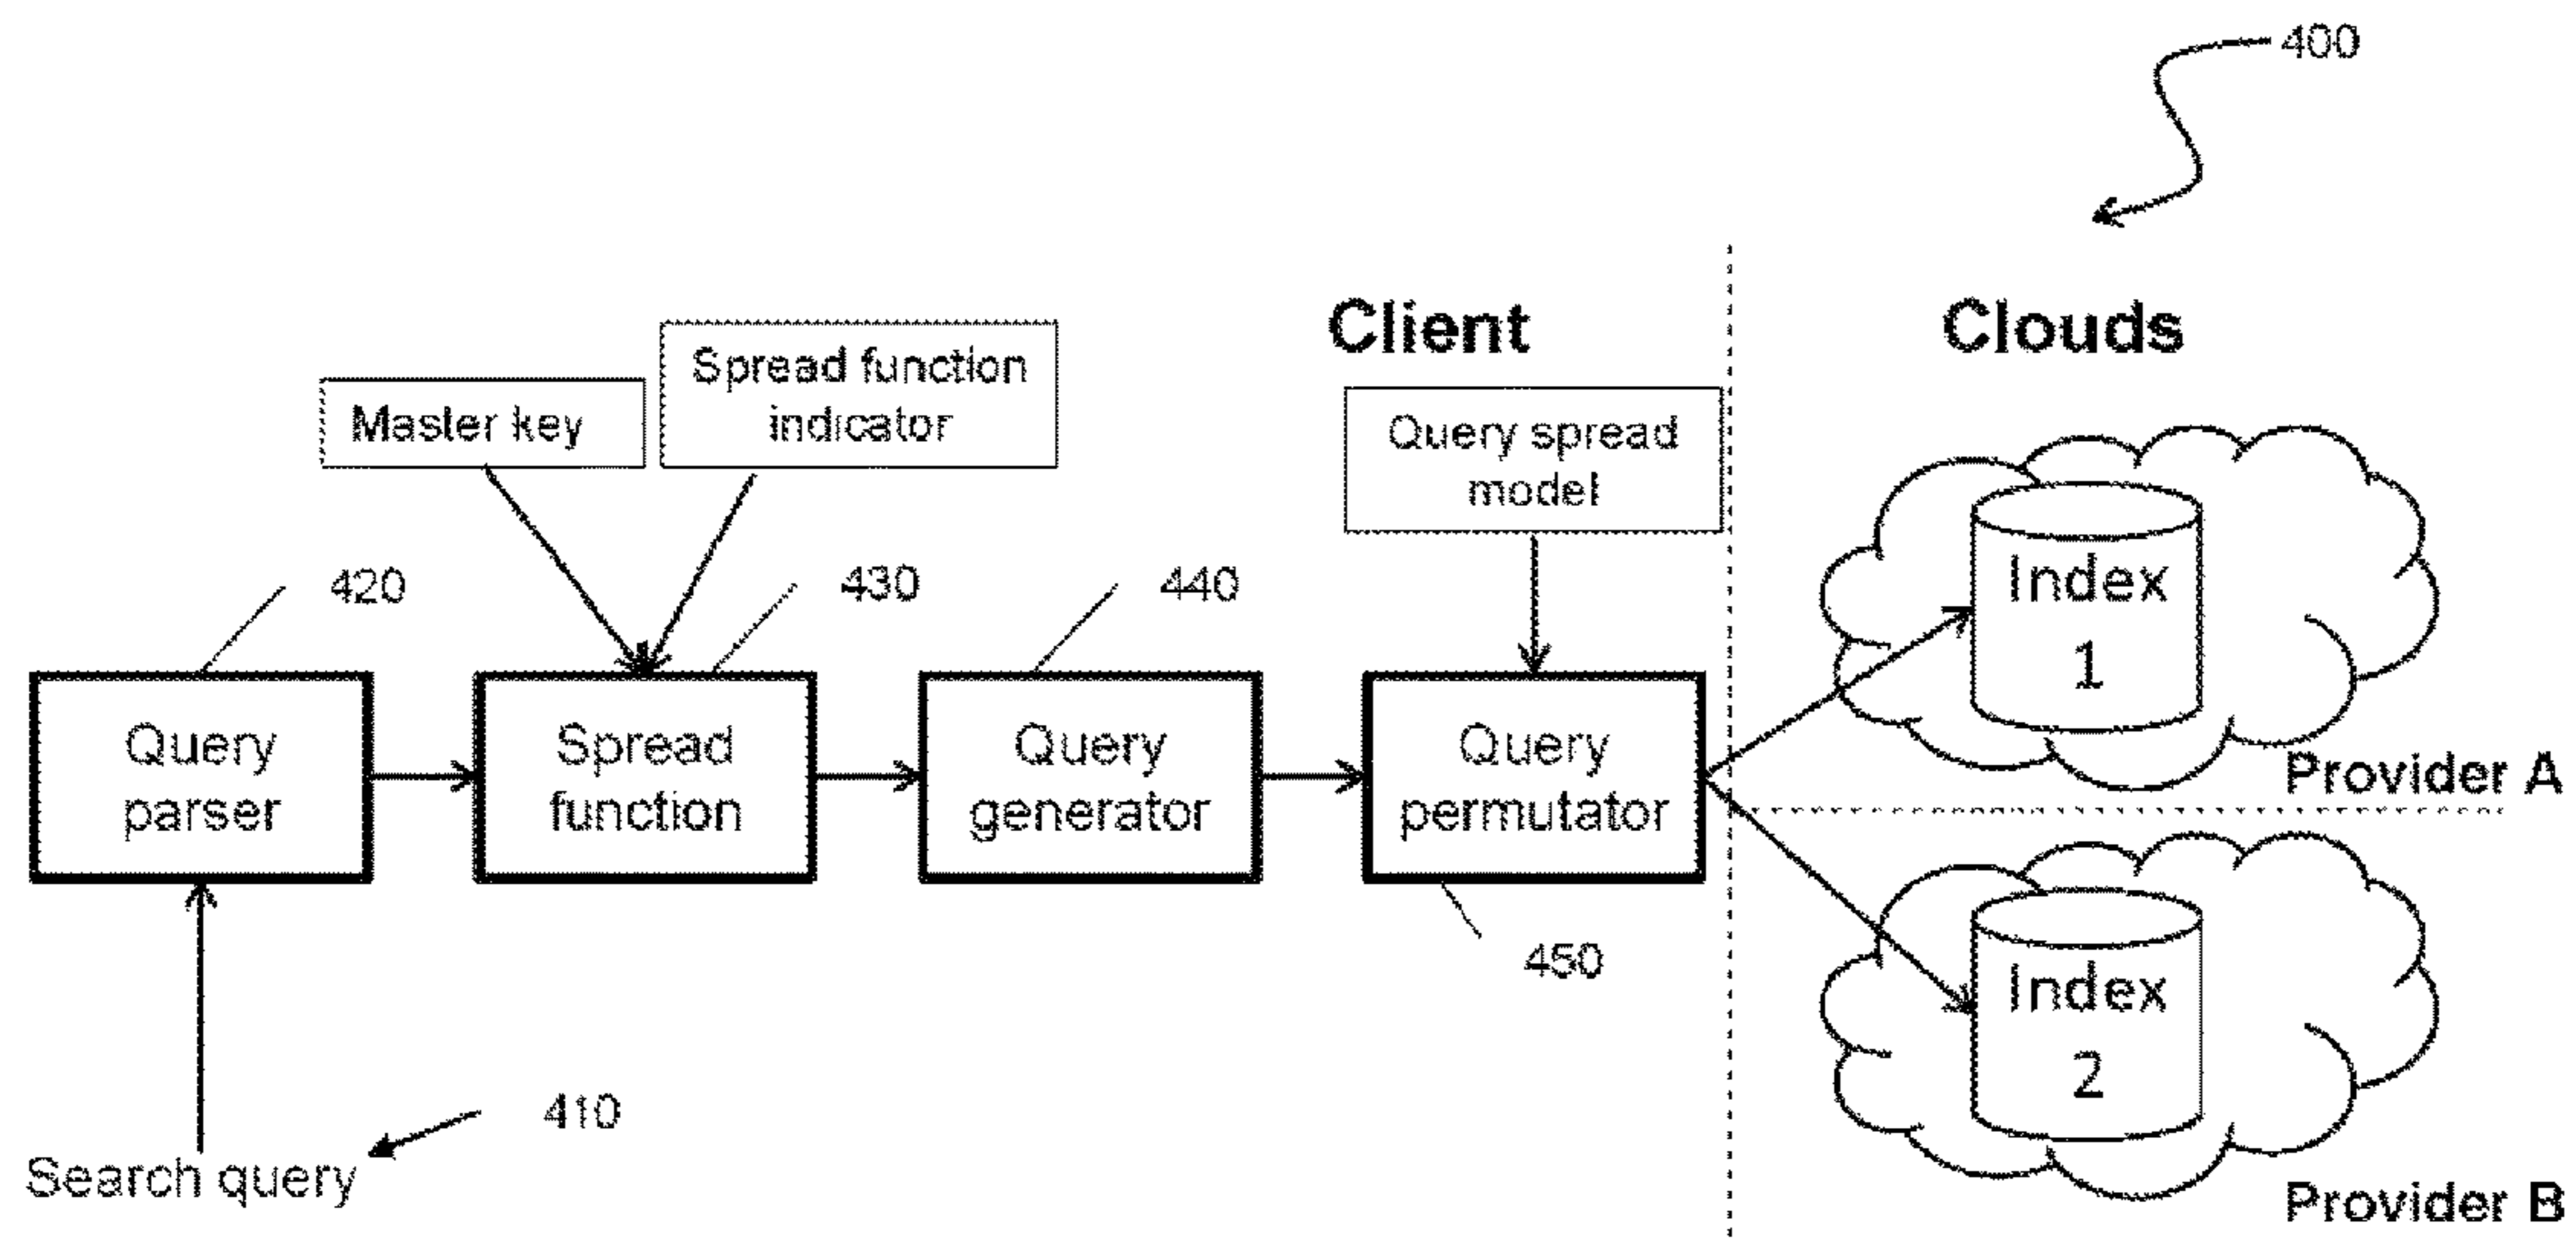 400
Client
Clouds
Master key
Spread function
indicator
Query spread
model
420
430
440
Query
parser
Spread
function
Query
generator
Query
permutator
450
Index
1
Provider A
Index
2
Provider B
410
Search query